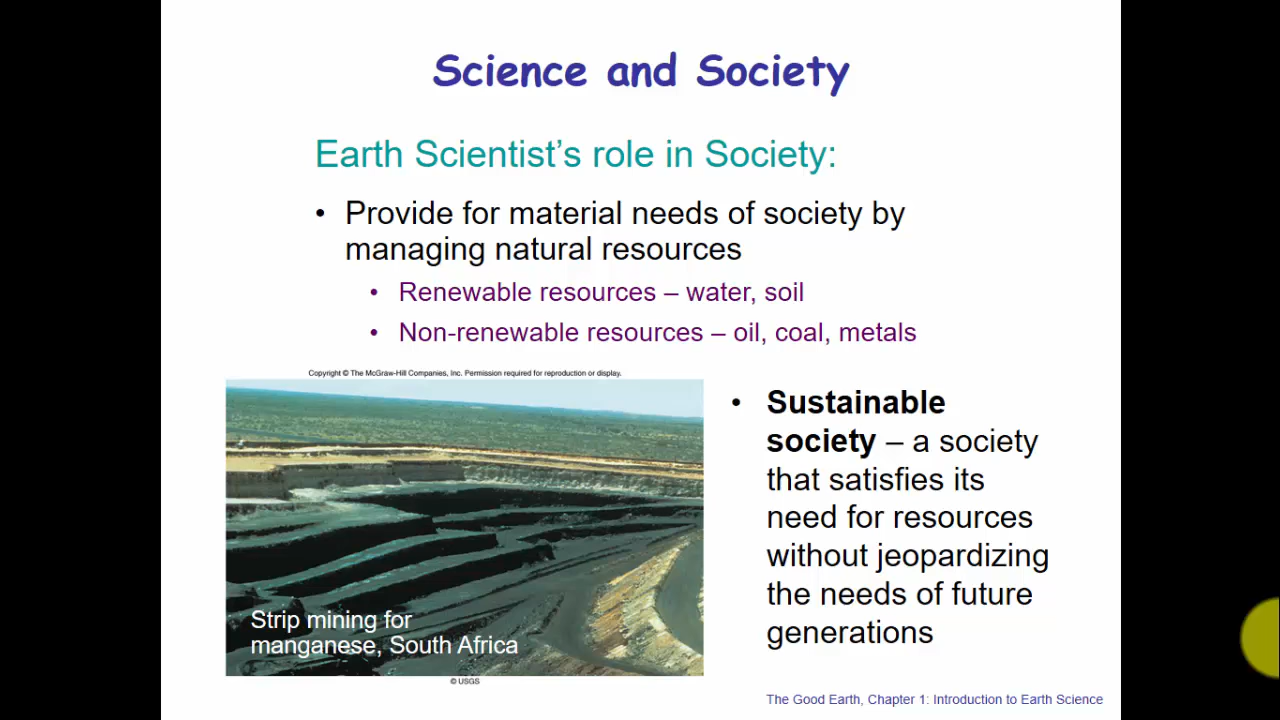 Science and Society
Earth Scientist's role in Society:
• Provide for material needs of society by
managing natural resources
• Renewable resources – water, soil
• Non-renewable resources – oil, coal, metals
Copyright © The McGraw-Hill Companies, Inc. Permission required for reproduction or display.
Strip mining for
manganese, South Africa
© USGS
• Sustainable
society – a society
that satisfies its
need for resources
without jeopardizing
the needs of future
generations
The Good Earth, Chapter 1: Introduction to Earth Science